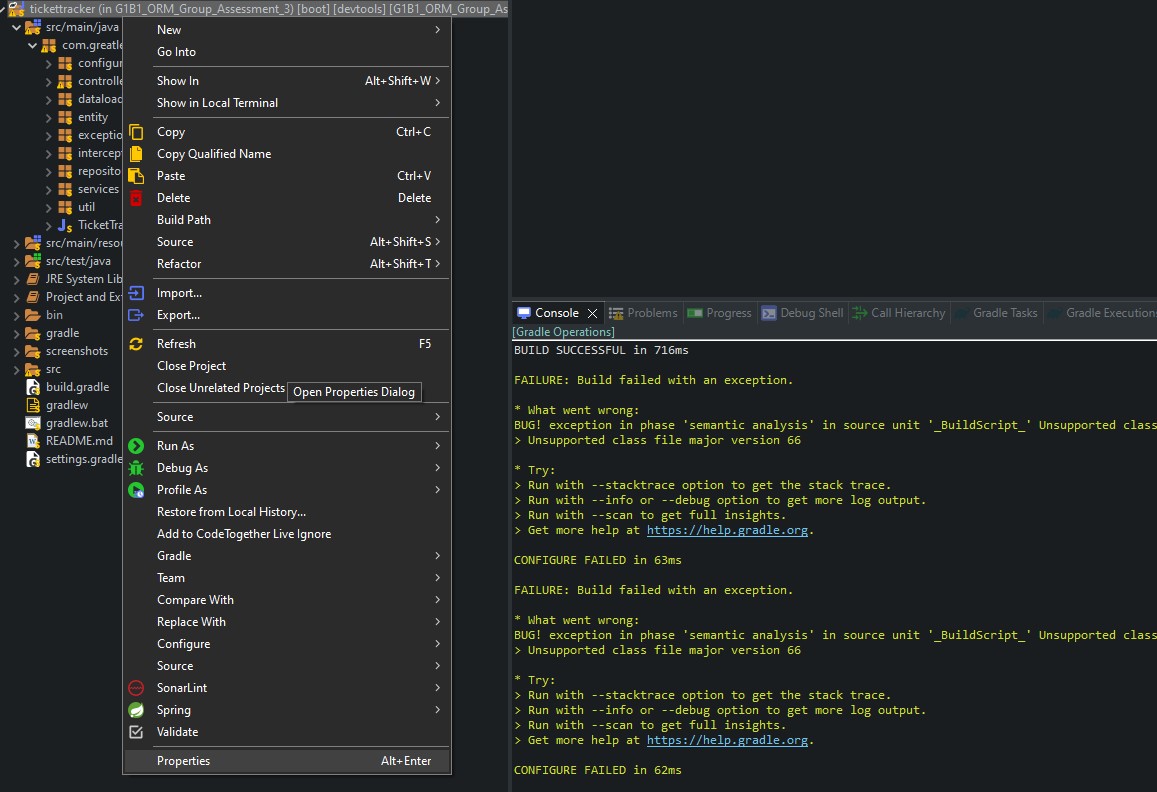 tickettracker (in G1B1_ORM_Group_Assessment_3) [boot] [devtools] [G1B1_ORM_Group_As
src/main/java
com.greatle
configur
controlle
dataload
entity
exceptio
intercep
reposito
services
util
TicketTra
src/main/resou
src/test/java
JRE System Lib
Project and Ext
bin
gradle
screenshots
src
build.gradle
gradlew
gradlew.bat
README.md
settings.gradle
New
Go Into
Show In Alt+Shift+W
Show in Local Terminal
Copy Ctrl+C
Copy Qualified Name
Paste Ctrl+V
Delete Delete
Build Path
Source Alt+Shift+S
Refactor Alt+Shift+T
Import...
Export...
Refresh F5
Close Project
Close Unrelated Projects
Open Properties Dialog
Source
Run As
Debug As
Profile As
Restore from Local History...
Add to CodeTogether Live Ignore
Gradle
Team
Compare With
Replace With
Configure
Source
SonarLint
Spring
Validate
Properties Alt+Enter
Console Problems Progress Debug Shell Call Hierarchy Gradle Tasks Gradle Executions
[Gradle Operations]
BUILD SUCCESSFUL in 716ms
FAILURE: Build failed with an exception.
* What went wrong:
BUG! exception in phase 'semantic analysis' in source unit '_BuildScript_' Unsupported class
> Unsupported class file major version 66
* Try:
> Run with --stacktrace option to get the stack trace.
> Run with --info or --debug option to get more log output.
> Run with --scan to get full insights.
> Get more help at https://help.gradle.org.
CONFIGURE FAILED in 63ms
FAILURE: Build failed with an exception.
* What went wrong:
BUG! exception in phase 'semantic analysis' in source unit '_BuildScript_' Unsupported class
> Unsupported class file major version 66
* Try:
> Run with --stacktrace option to get the stack trace.
> Run with --info or --debug option to get more log output.
> Run with --scan to get full insights.
> Get more help at https://help.gradle.org.
CONFIGURE FAILED in 62ms